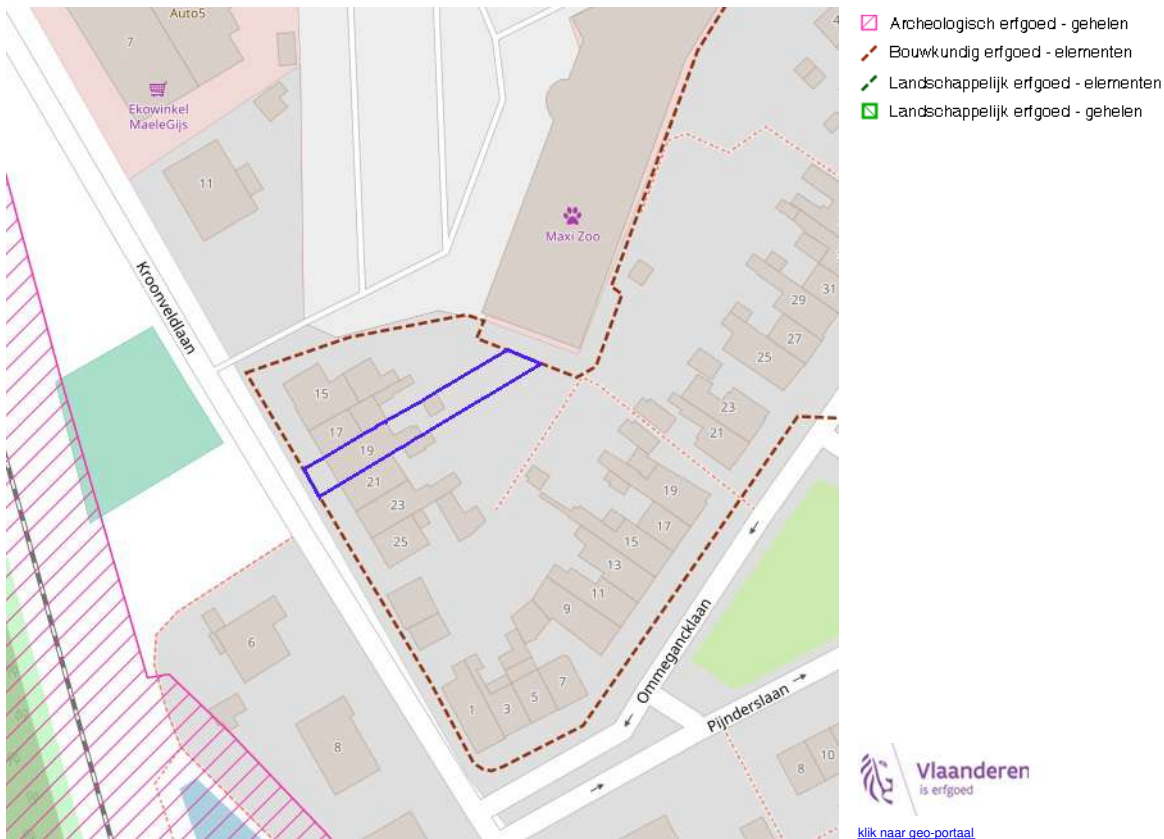 Auto5
7
Ekowinkel
MaeleGijs
11
Maxi Zoo
Kroonveldlaan
15
17
19
21
23
25
31
29
27
25
23
21
19
17
15
13
11
9
7
5
3
1
6
8
Ommegancklaan
Pijnderslaan
8
10
Archeologisch erfgoed - gehelen
Bouwkundig erfgoed - elementen
Landschappelijk erfgoed - elementen
Landschappelijk erfgoed - gehelen
Vlaanderen
is erfgoed
klik naar geo-portaal